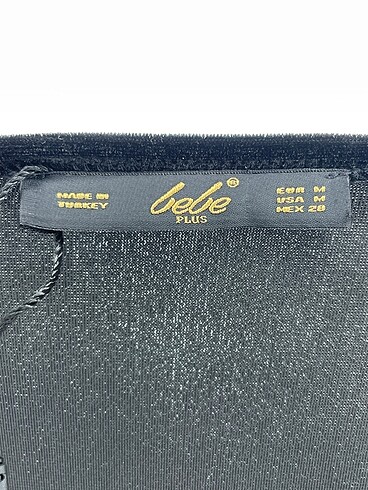 MADE IN
TURKEY
bebe®
PLUS
EUR M
USA M
MEX 28